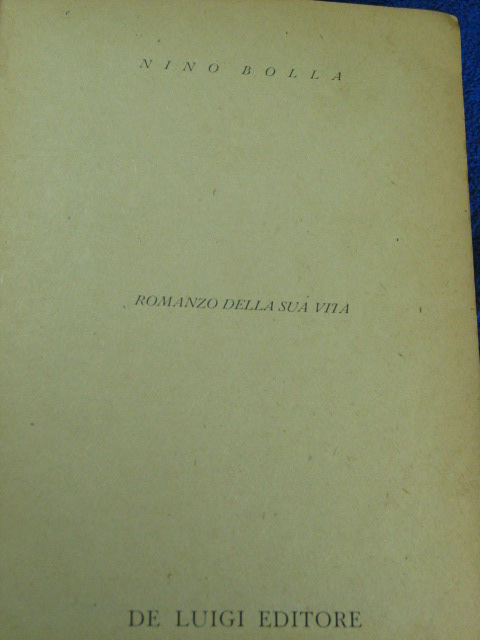 NINO BOLLA
ROMANZO DELLA SUA VITA
DE LUIGI EDITORE